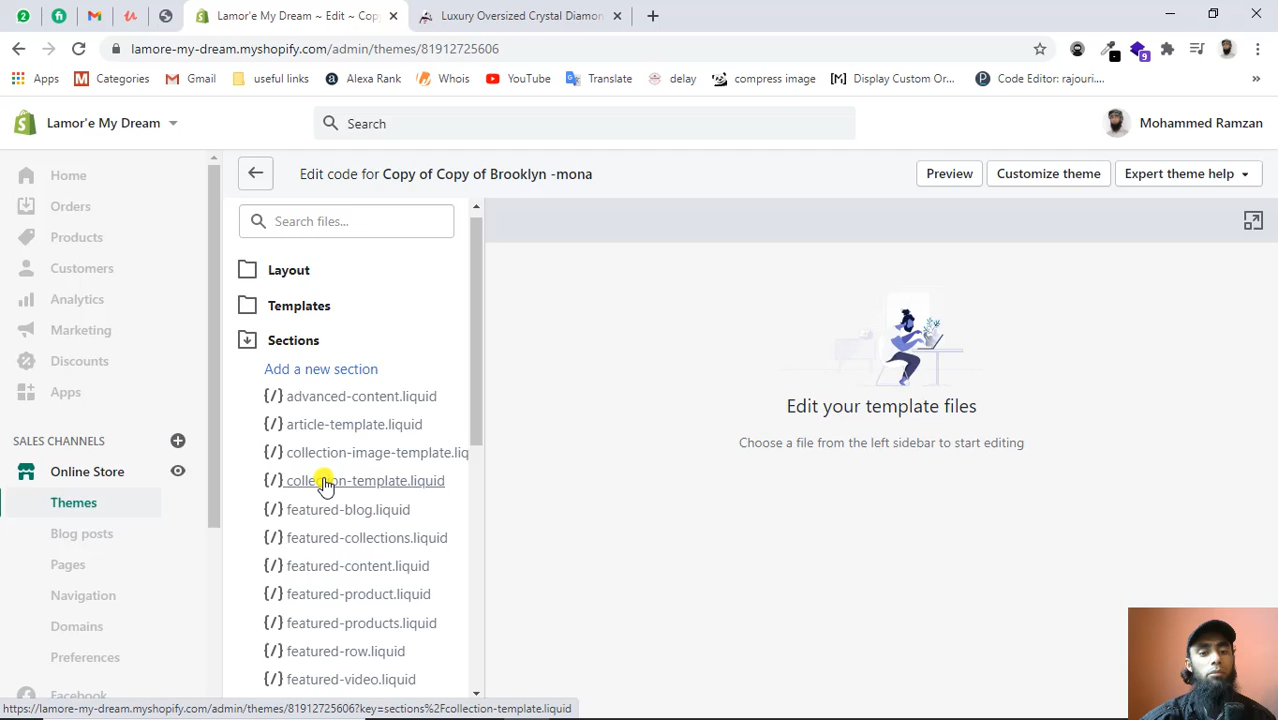 Lamor'e My Dream ~ Edit ~ Cop
Luxury Oversized Crystal Diamon
lamore-my-dream.myshopify.com/admin/themes/81912725606
Apps
Categories
Gmail
useful links
Alexa Rank
Whois
YouTube
Translate
delay
compress image
Display Custom Or...
Code Editor: rajouri....
»
9
2
Lamor'e My Dream
Search
Mohammed Ramzan
Home
Orders
Products
Customers
Analytics
Marketing
Discounts
Apps
SALES CHANNELS
Online Store
Themes
Blog posts
Pages
Navigation
Domains
Preferences
Facebook
Edit code for Copy of Copy of Brooklyn -mona
Preview
Customize theme
Expert theme help
Search files...
Layout
Templates
Sections
Add a new section
{/} advanced-content.liquid
{/} article-template.liquid
{/} collection-image-template.liq
{/} collection-template.liquid
{/} featured-blog.liquid
{/} featured-collections.liquid
{/} featured-content.liquid
{/} featured-product.liquid
{/} featured-products.liquid
{/} featured-row.liquid
{/} featured-video.liquid
Edit your template files
Choose a file from the left sidebar to start editing
https://lamore-my-dream.myshopify.com/admin/themes/81912725606?key=sections%2Fcollection-template.liquid